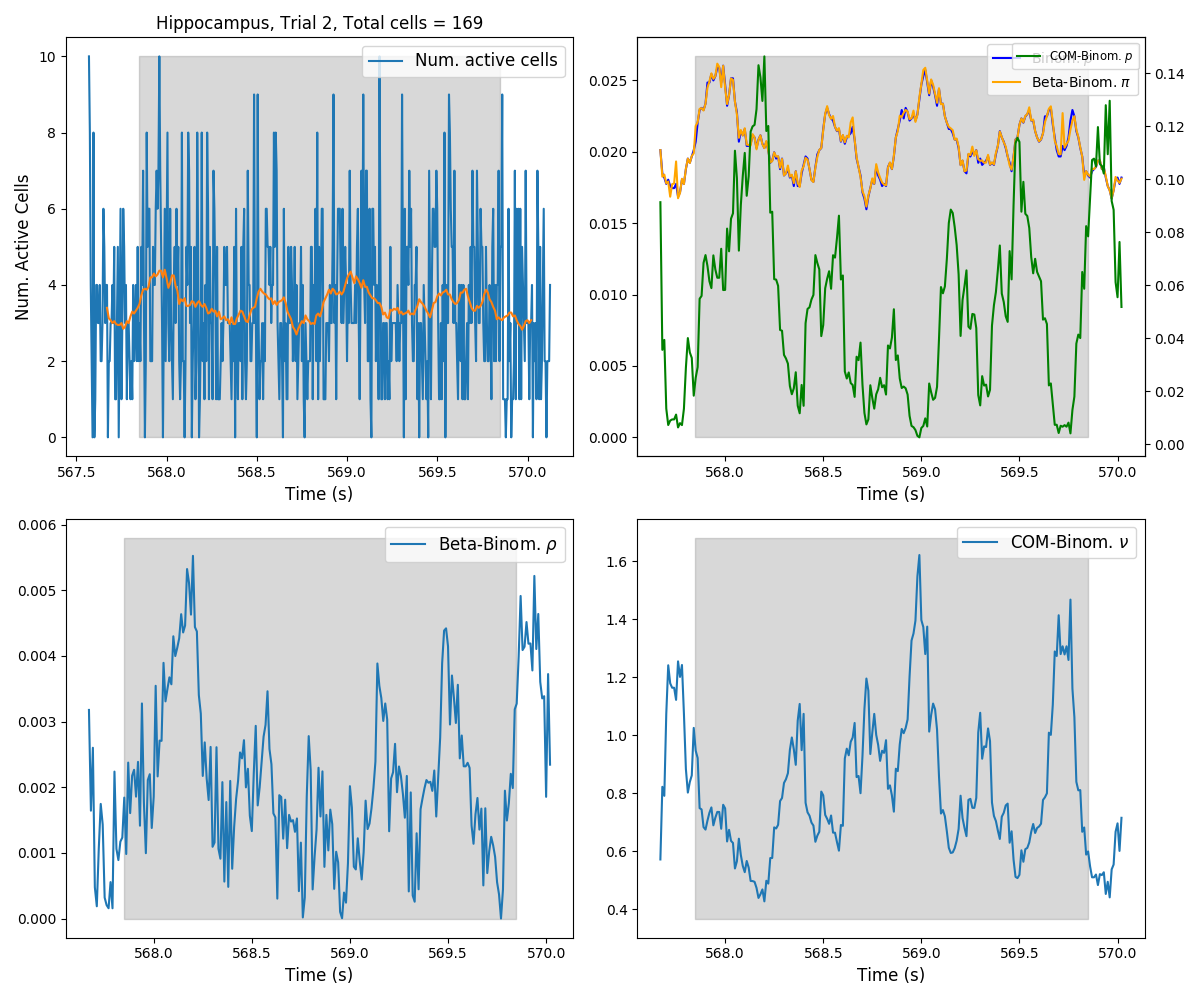 Hippocampus, Trial 2, Total cells = 169
Num. active cells
Num. Active Cells
10
8
6
4
2
0
567.5 568.0 568.5 569.0 569.5 570.0
Time (s)
COM-Binom. p
Beta-Binom. π
0.025
0.020
0.015
0.010
0.005
0.000
0.14
0.12
0.10
0.08
0.06
0.04
0.02
0.00
568.0 568.5 569.0 569.5 570.0
Time (s)
Beta-Binom. ρ
0.006
0.005
0.004
0.003
0.002
0.001
0.000
568.0 568.5 569.0 569.5 570.0
Time (s)
COM-Binom. ν
1.6
1.4
1.2
1.0
0.8
0.6
0.4
568.0 568.5 569.0 569.5 570.0
Time (s)